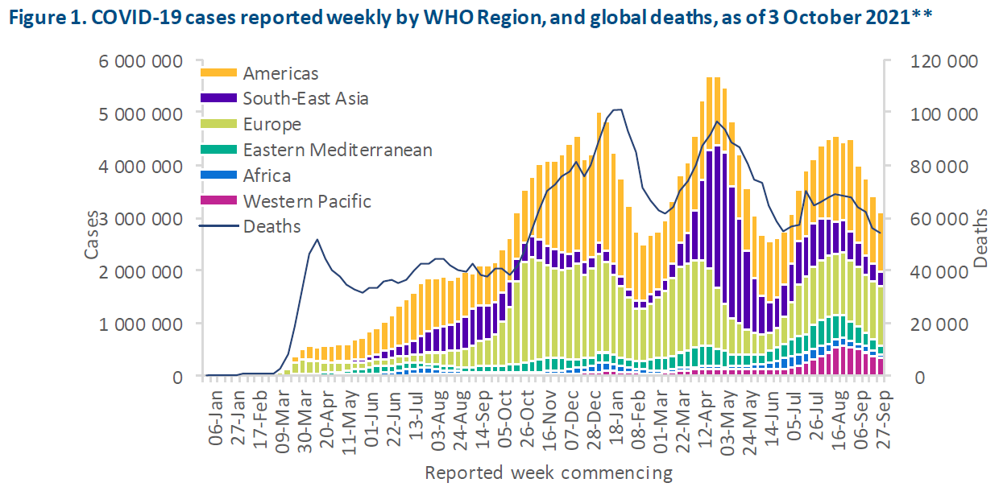 Figure 1. COVID-19 cases reported weekly by WHO Region, and global deaths, as of 3 October 2021**
6 000 000
5 000 000
4 000 000
3 000 000
2 000 000
1 000 000
0
Cases
Americas
South-East Asia
Europe
Eastern Mediterranean
Africa
Western Pacific
Deaths
120 000
100 000
80 000
60 000
40 000
20 000
0
Deaths
06-Jan
27-Jan
17-Feb
09-Mar
30-Mar
20-Apr
11-May
01-Jun
22-Jun
13-Jul
03-Aug
24-Aug
14-Sep
05-Oct
26-Oct
16-Nov
07-Dec
28-Dec
18-Jan
08-Feb
01-Mar
22-Mar
12-Apr
03-May
24-May
14-Jun
05-Jul
26-Jul
16-Aug
06-Sep
27-Sep
Reported week commencing